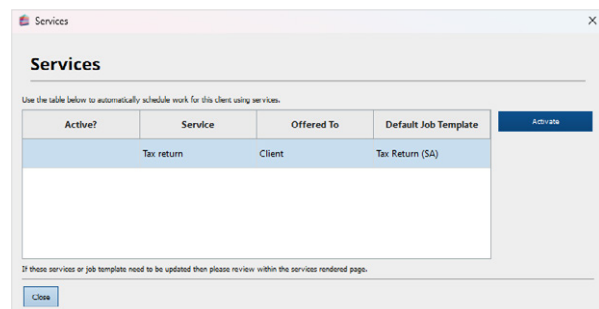 Services
Services
Use the table below to automatically schedule work for this client using services.
Active? Service Offered To Default Job Template
Activate
Tax return Client Tax Return (SA)
If these services or job template need to be updated then please review within the services rendered page.
Close